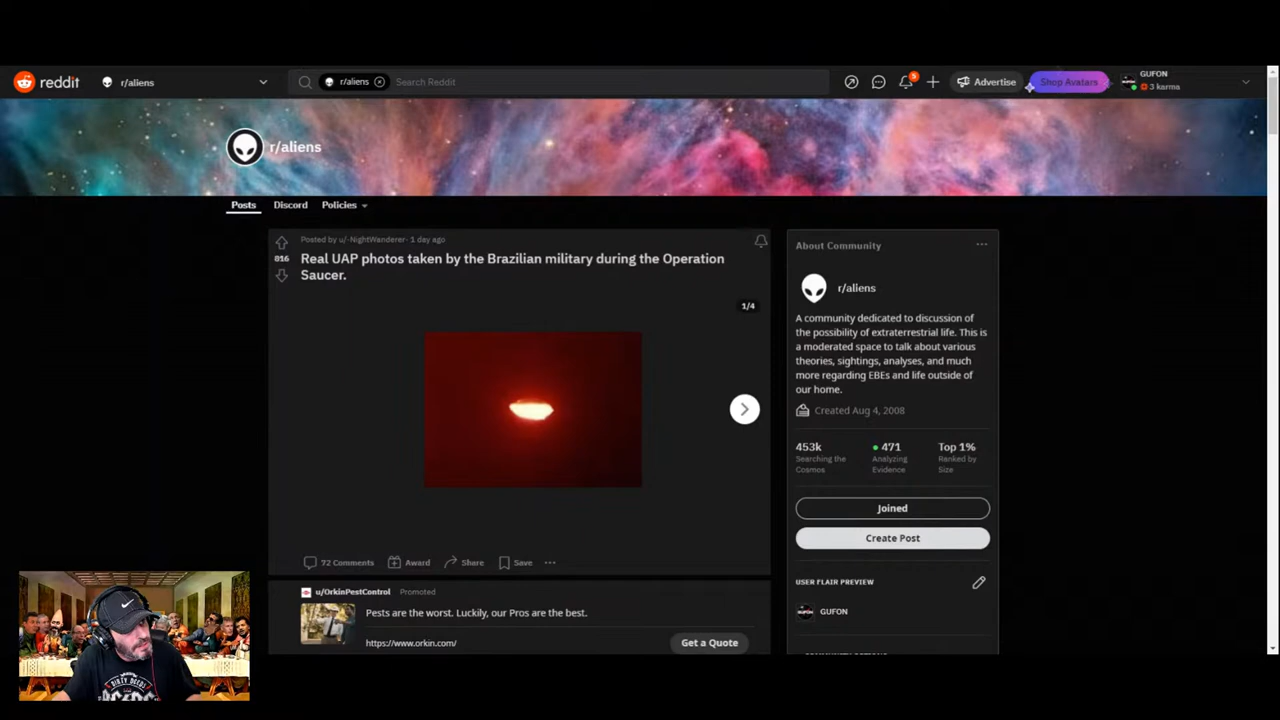 reddit
r/aliens
r/aliens
Search Reddit
5
Advertise
Shop Avatars
GUFON
3 karma
r/aliens
Posts
Discord
Policies
Posted by u/-NightWanderer- 1 day ago
816
Real UAP photos taken by the Brazilian military during the Operation
Saucer.
1/4
72 Comments
Award
Share
Save
u/OrkinPestControl
Promoted
Pests are the worst. Luckily, our Pros are the best.
https://www.orkin.com/
Get a Quote
About Community
r/aliens
A community dedicated to discussion of
the possibility of extraterrestrial life. This is
a moderated space to talk about various
theories, sightings, analyses, and much
more regarding EBEs and life outside of
our home.
Created Aug 4, 2008
453k
471
Top 1%
Searching the
Cosmos
Analyzing
Evidence
Ranked by
Size
Joined
Create Post
USER FLAIR PREVIEW
GUFON
DIRTY DEEDS